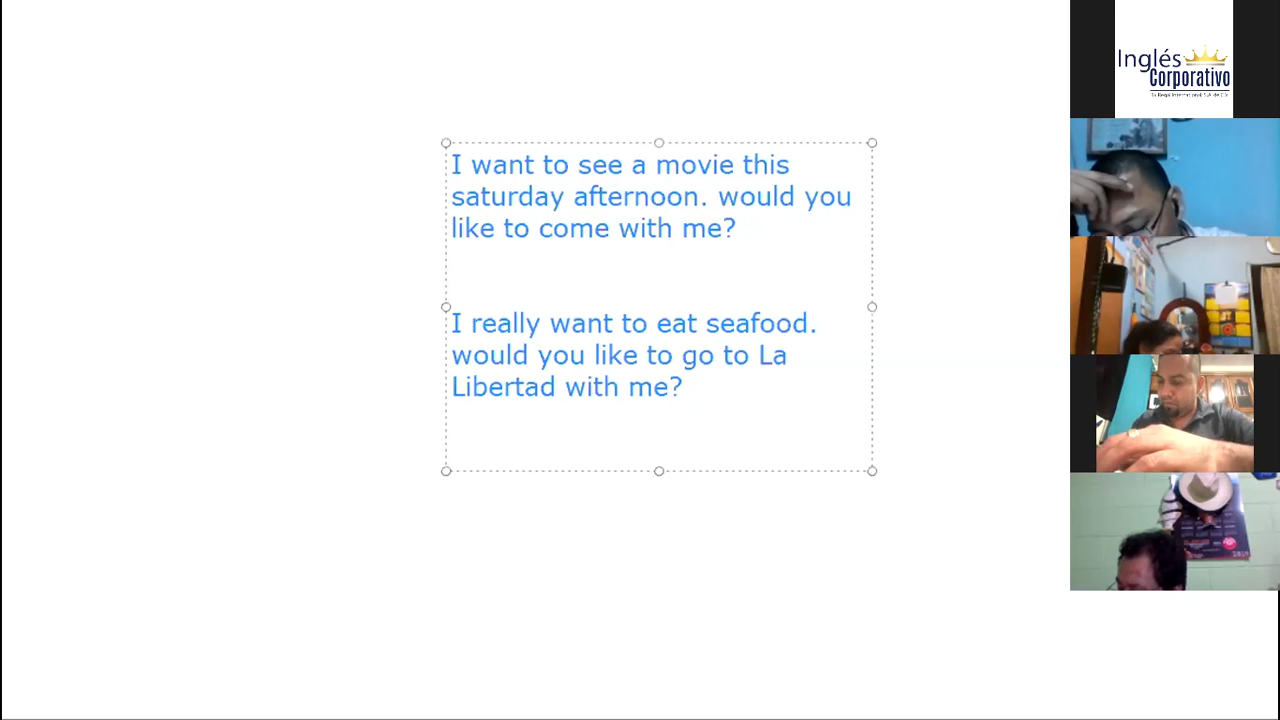 I want to see a movie this
saturday afternoon. would you
like to come with me?
I really want to eat seafood.
would you like to go to La
Libertad with me?
Inglés
Corporativo